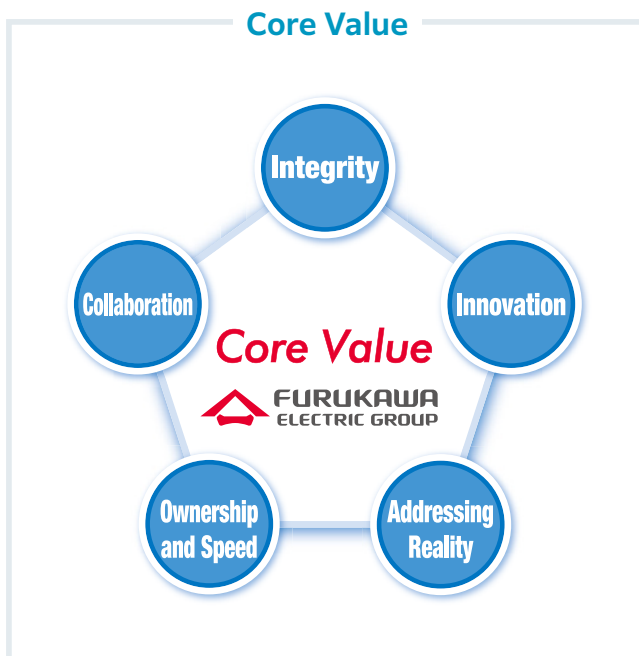 Core Value
Integrity
Collaboration
Innovation
Core Value
FURUKAWA
ELECTRIC GROUP
Ownership
and Speed
Addressing
Reality